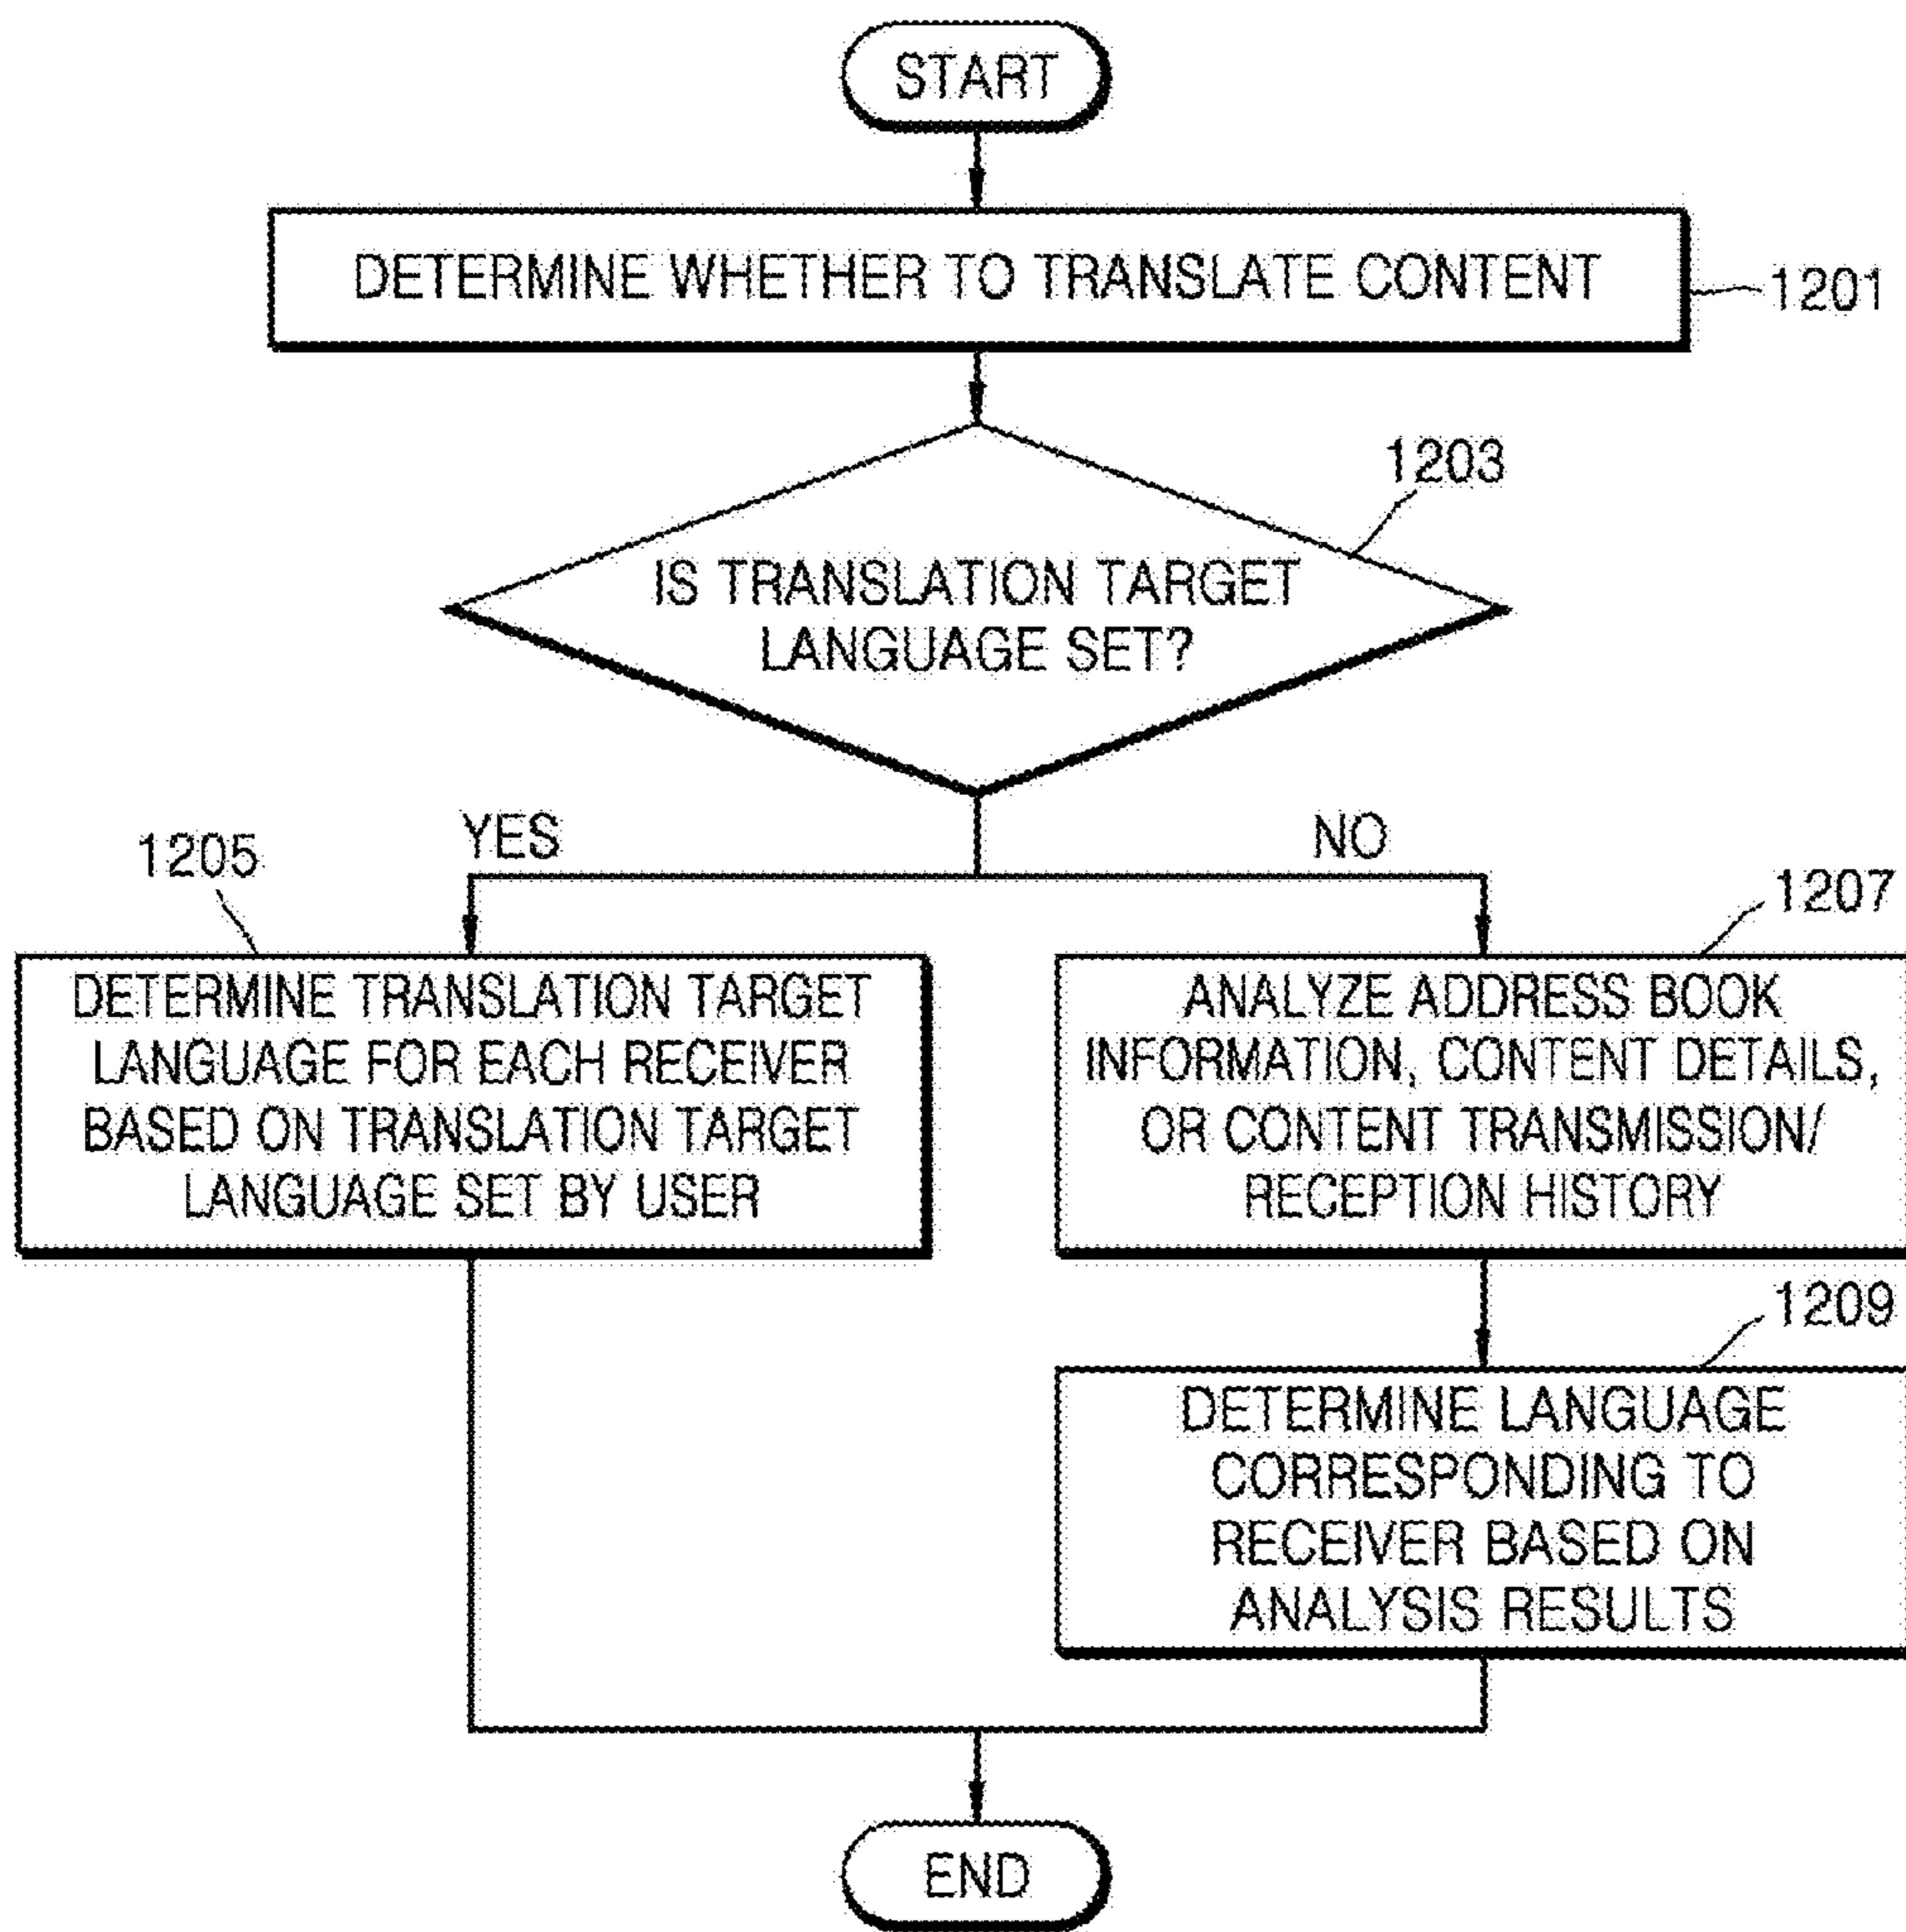 START
DETERMINE WHETHER TO TRANSLATE CONTENT
1201
1203
IS TRANSLATION TARGET
LANGUAGE SET?
YES
NO
1205
1207
DETERMINE TRANSLATION TARGET
LANGUAGE FOR EACH RECEIVER
BASED ON TRANSLATION TARGET
LANGUAGE SET BY USER
ANALYZE ADDRESS BOOK
INFORMATION, CONTENT DETAILS,
OR CONTENT TRANSMISSION/
RECEPTION HISTORY
1209
DETERMINE LANGUAGE
CORRESPONDING TO
RECEIVER BASED ON
ANALYSIS RESULTS
END